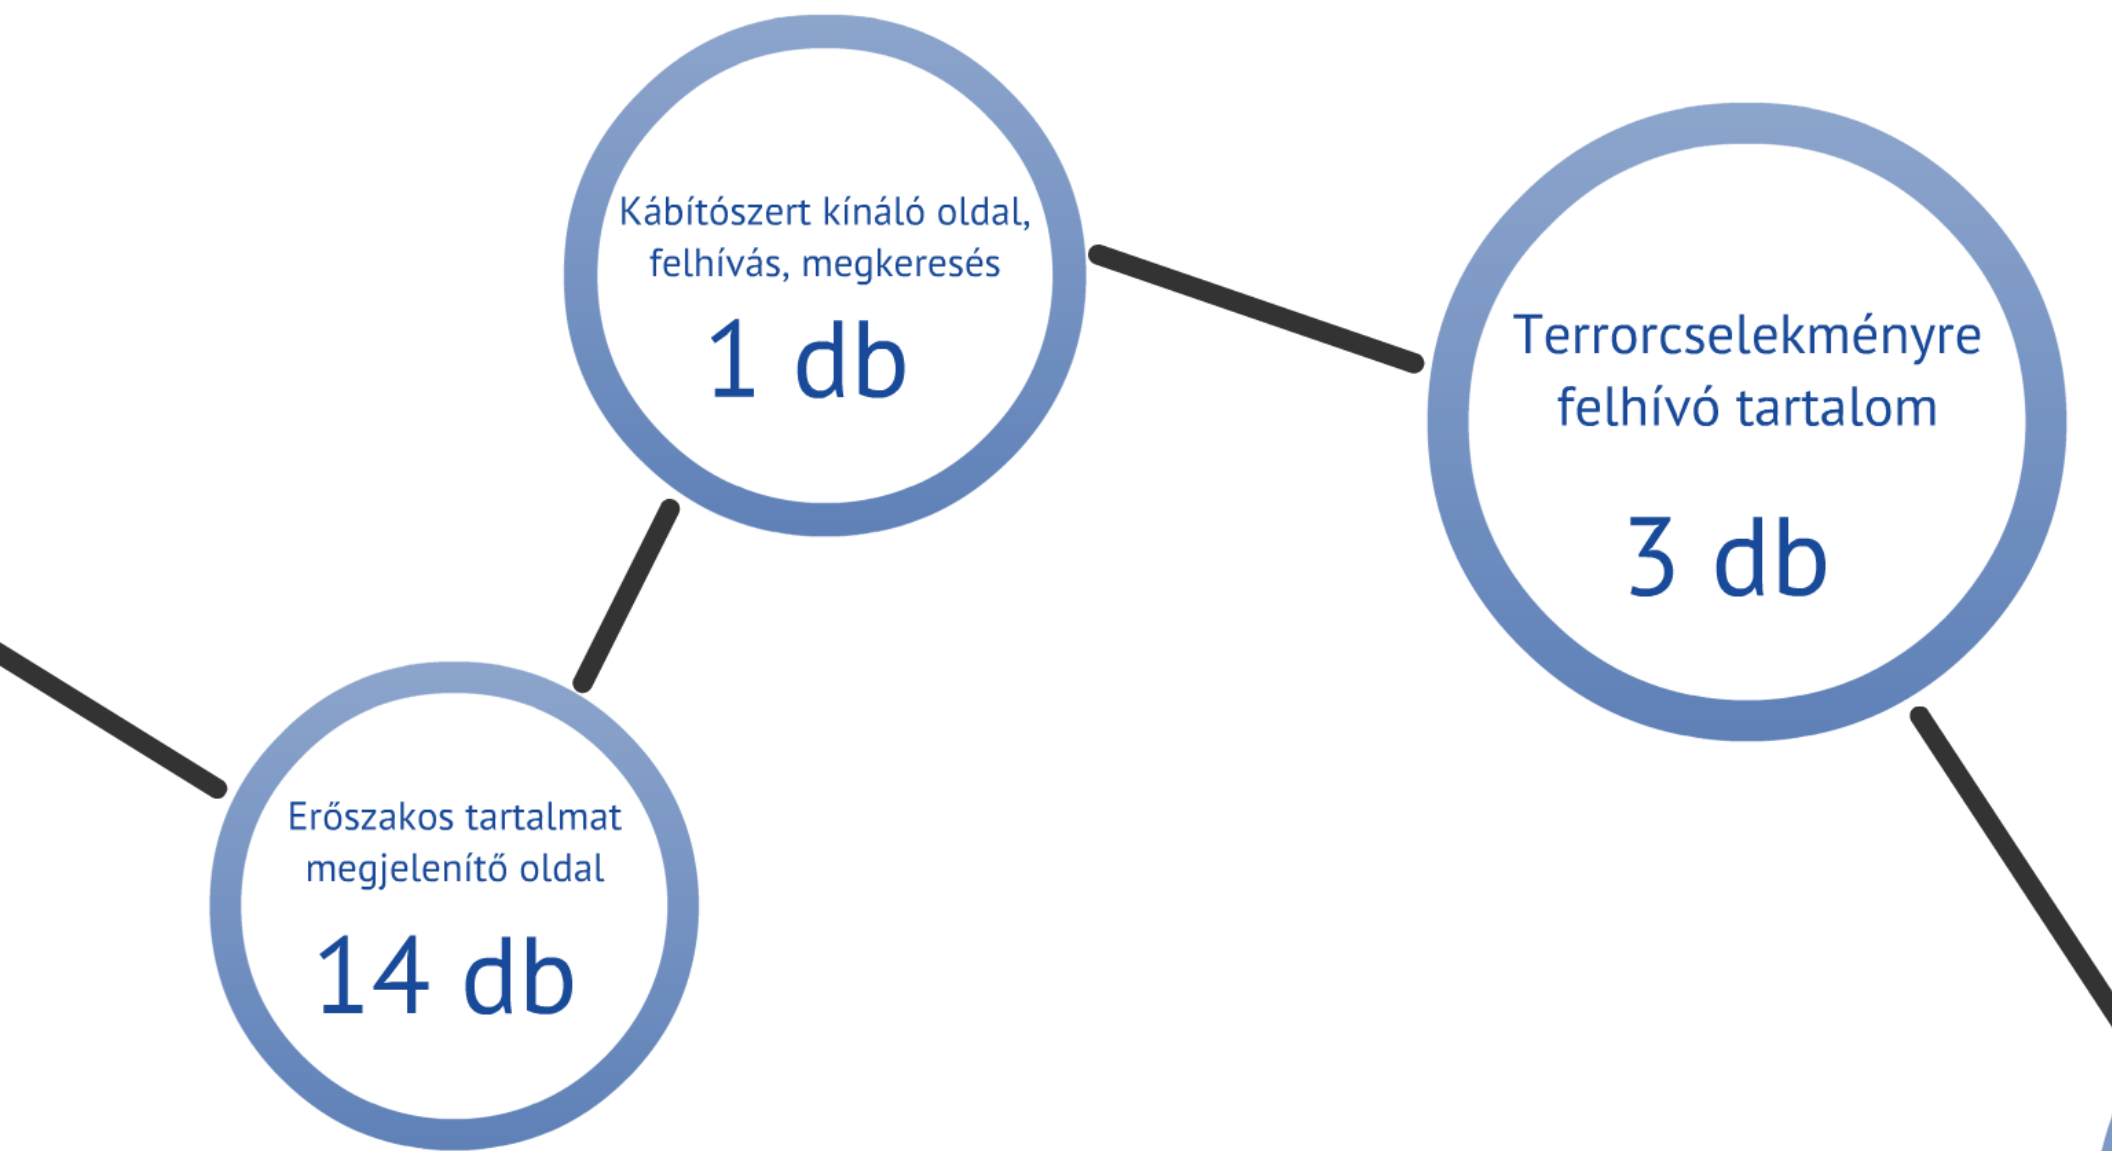 Kábítószert kínáló oldal,
felhívás, megkeresés
1 db
Terrorcselekményre
felhívó tartalom
3 db
Erőszakos tartalmat
megjelenítő oldal
14 db